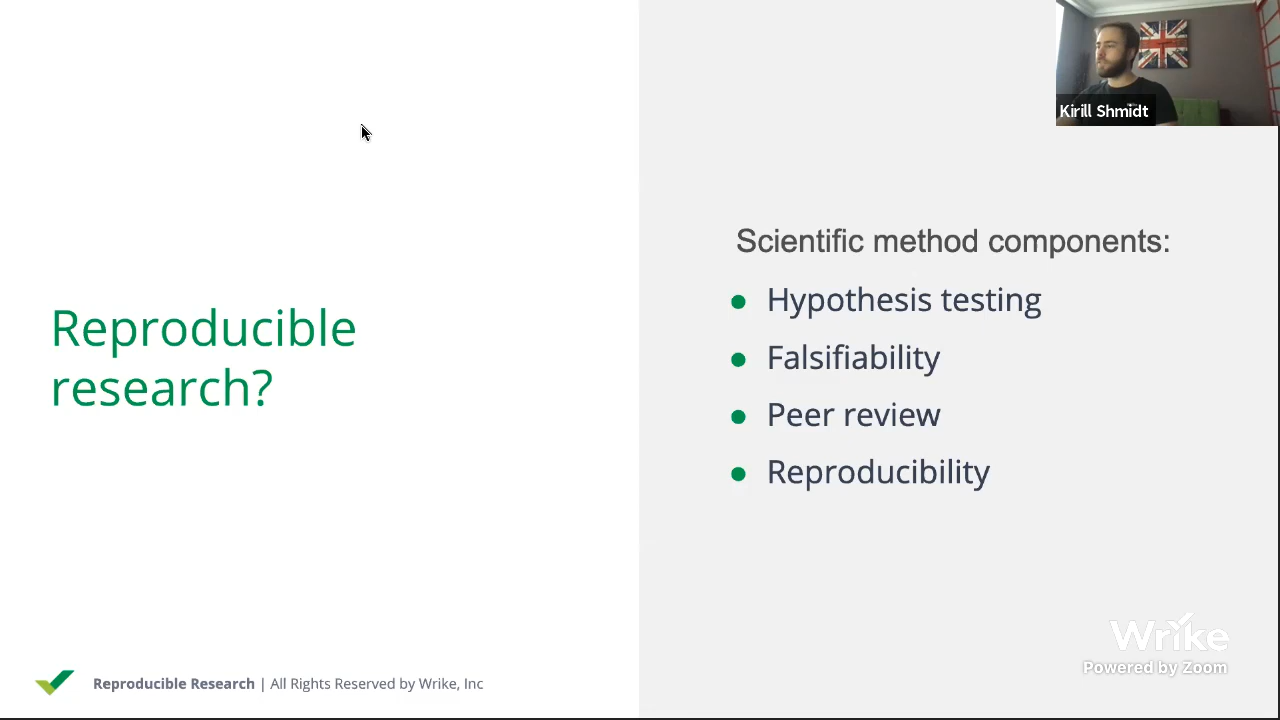 Kirill Shmidt
Reproducible
research?
Scientific method components:
● Hypothesis testing
● Falsifiability
● Peer review
● Reproducibility
Wrike
Powered by Zoom
Reproducible Research | All Rights Reserved by Wrike, Inc